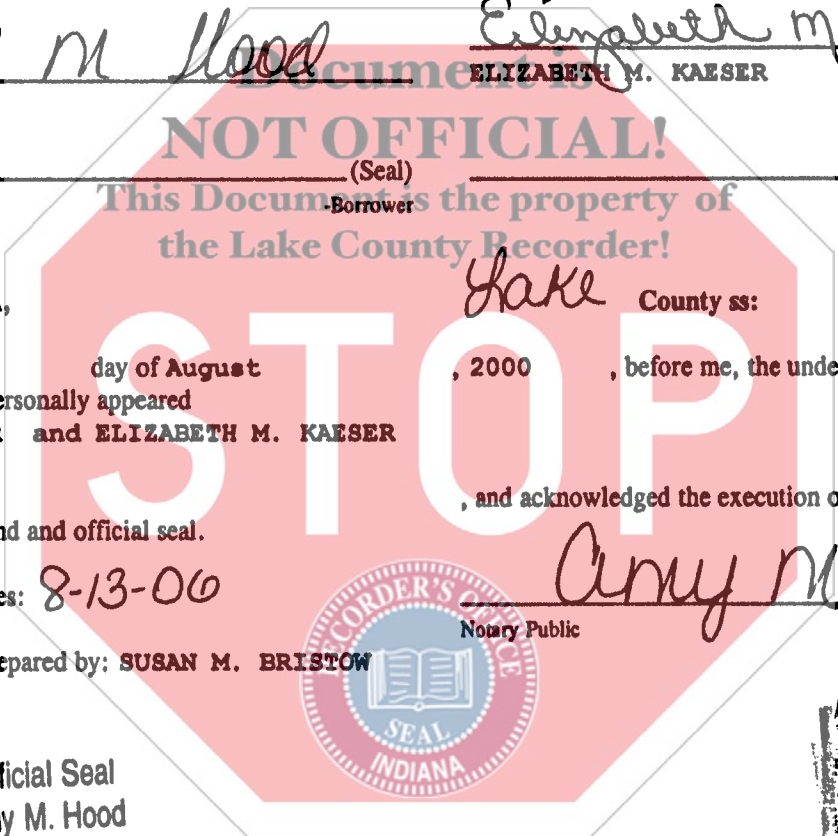 M Hood Elizabeth M
ELIZABETH M. KAESER
Document is
NOT OFFICIAL!
(Seal)
This Document is the property of
-Borrower
the Lake County Recorder!
Lake County ss:
STOP
day of August , 2000 , before me, the unde
ersonally appeared
and ELIZABETH M. KAESER
, and acknowledged the execution o
nd and official seal.
es: 8-13-06 Amy M
Notary Public
epared by: SUSAN M. BRISTOW
RECORDER'S OFFICE
SEAL
INDIANA
ficial Seal
y M. Hood